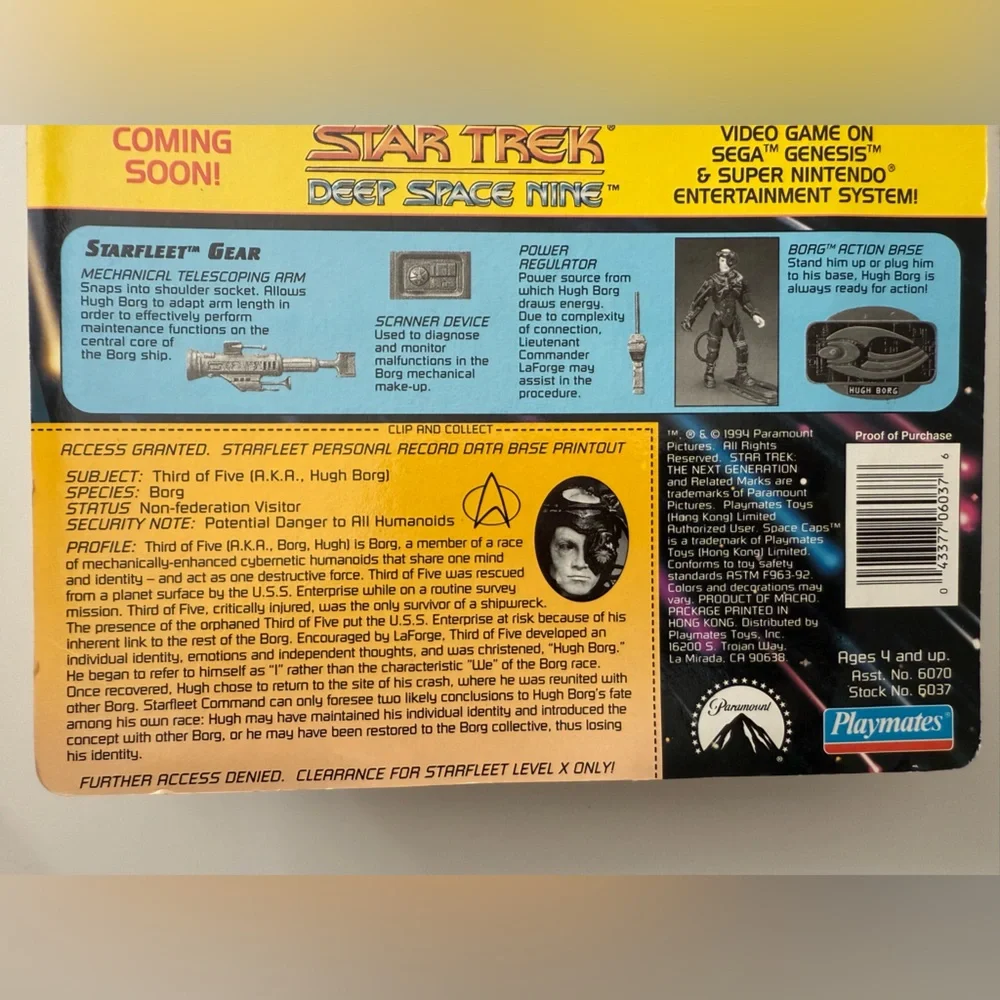 COMING
SOON!
STAR TREK®
DEEP SPACE NINE™
VIDEO GAME ON
SEGA™ GENESIS™
& SUPER NINTENDO®
ENTERTAINMENT SYSTEM!
STARFLEET™ GEAR
MECHANICAL TELESCOPING ARM
Snaps into shoulder socket. Allows
Hugh Borg to adapt arm length in
order to effectively perform
maintenance functions on the
central core of
the Borg ship.
SCANNER DEVICE
Used to diagnose
and monitor
malfunctions in the
Borg mechanical
make-up.
POWER
REGULATOR
Power source from
which Hugh Borg
draws energy.
Due to complexity
of connection,
Lieutenant
Commander
LaForge may
assist in the
procedure.
BORG™ ACTION BASE
Stand him up or plug him
to his base, Hugh Borg is
always ready for action!
HUGH BORG
CLIP AND COLLECT
ACCESS GRANTED. STARFLEET PERSONAL RECORD DATA BASE PRINTOUT
SUBJECT: Third of Five (A.K.A., Hugh Borg)
SPECIES: Borg
STATUS Non-federation Visitor
SECURITY NOTE: Potential Danger to All Humanoids
PROFILE: Third of Five (A.K.A., Borg, Hugh) is Borg, a member of a race
of mechanically-enhanced cybernetic humanoids that share one mind
and identity – and act as one destructive force. Third of Five was rescued
from a planet surface by the U.S.S. Enterprise while on a routine survey
mission. Third of Five, critically injured, was the only survivor of a shipwreck.
The presence of the orphaned Third of Five put the U.S.S. Enterprise at risk because of his
inherent link to the rest of the Borg. Encouraged by LaForge, Third of Five developed an
individual identity, emotions and independent thoughts, and was christened, "Hugh Borg."
He began to refer to himself as "I" rather than the characteristic "We" of the Borg race.
Once recovered, Hugh chose to return to the site of his crash, where he was reunited with
other Borg. Starfleet Command can only foresee two likely conclusions to Hugh Borg's fate
among his own race: Hugh may have maintained his individual identity and introduced the
concept with other Borg, or he may have been restored to the Borg collective, thus losing
his identity.
FURTHER ACCESS DENIED. CLEARANCE FOR STARFLEET LEVEL X ONLY!
™, ® & © 1994 Paramount
Pictures. All Rights
Reserved. STAR TREK:
THE NEXT GENERATION
and Related Marks are
trademarks of Paramount
Pictures. Playmates Toys
(Hong Kong) Limited
Authorized User. Space Caps™
is a trademark of Playmates
Toys (Hong Kong) Limited.
Conforms to toy safety
standards ASTM F963-92.
Colors and decorations may
vary. PRODUCT OF MACAO.
PACKAGE PRINTED IN
HONG KONG. Distributed by
Playmates Toys, Inc.
16200 S. Trojan Way,
La Mirada, CA 90638.
Proof of Purchase
0 43377 06037 6
Ages 4 and up.
Asst. No. 6070
Stock No. 6037
Paramount
®
Playmates®